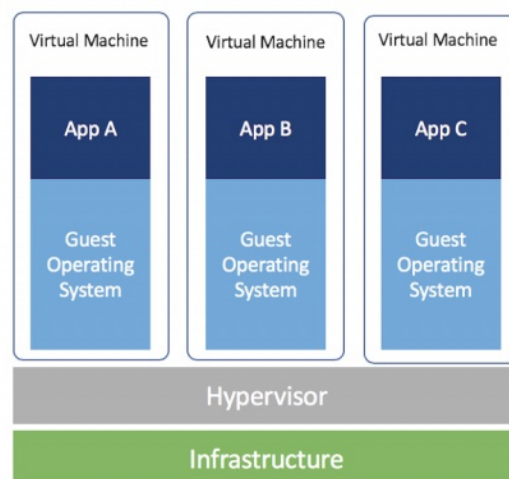 Virtual Machine
Virtual Machine
Virtual Machine
App A
App B
App C
Guest
Operating
System
Guest
Operating
System
Guest
Operating
System
Hypervisor
Infrastructure